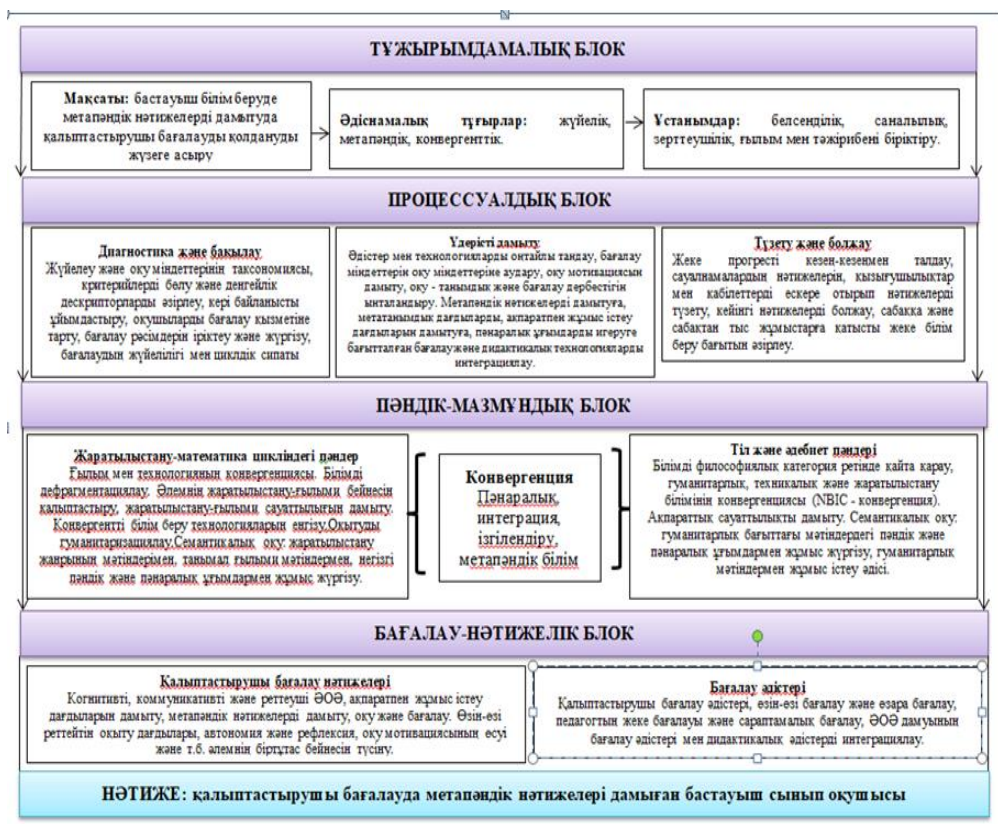 ТҰЖЫРЫМДАМАЛЫҚ БЛОК
Мақсаты: бастауыш білім беруде
метапәндік нәтижелерді дамытуда
қалыптастырушы бағалауды қолдануды
жүзеге асыру
Әдіснамалық тұғырлар: жүйелік,
метапәндік, конвергенттік.
Ұстанымдар: белсенділік, саналылық,
зерттеушілік, ғылым мен тәжірибені біріктіру.
ПРОЦЕССУАЛДЫҚ БЛОК
Диагностика және бақылау
Жүйелеу және оқу міндеттерінің таксономиясы,
критерийлерді бөлу және деңгейлік
дескрипторларды әзірлеу, кері байланысты
ұйымдастыру, оқушыларды бағалау қызметіне
тарту, бағалау рәсімдерін іріктеу және жүргізу,
бағалаудың жүйелілігі мен циклдік сипаты
Үдерісті дамыту
Әдістер мен технологияларды оңтайлы таңдау, бағалау
міндеттерін оқу міндеттеріне аудару, оқу мотивациясын
дамыту, оқу - танымдық және бағалау дербестігін
ынталандыру. Метапәндік нәтижелерді дамытуға,
метатанымдық дағдыларды, ақпаратпен жұмыс істеу
дағдыларын дамытуға, пәнаралық ұғымдарды игеруге
бағытталған бағалау және дидактикалық технологияларды
интеграциялау.
Түзету және болжау
Жеке прогресті кезең-кезеңмен талдау,
сауалнамалардың нәтижелерін, қызығушылықтар
мен қабілеттерді ескере отырып нәтижелерді
түзету, кейінгі нәтижелерді болжау, сабаққа және
сабақтан тыс жұмыстарға қатысты жеке білім
беру бағытын әзірлеу.
ПӘНДІК-МАЗМҰНДЫҚ БЛОК
Жаратылыстану-математика цикліндегі пәндер
Ғылым мен технологияның конвергенциясы. Білімді
дефрагментациялау. Әлемнің жаратылыстану-ғылыми бейнесін
қалыптастыру, жаратылыстану-ғылыми сауаттылығын дамыту.
Конвергентті білім беру технологияларын енгізу.Оқытуды
гуманитаризациялау.Семантикалық оқу: жаратылыстану
жанрының мәтіндерімен, танымал ғылыми мәтіндермен, негізгі
пәндік және пәнаралық ұғымдармен жұмыс жүргізу.
Конвергенция
Пәнаралық,
интеграция,
ізгілендіру,
метапәндік білім
Тіл және әдебиет пәндері
Білімді философиялық категория ретінде қайта қарау,
гуманитарлық, техникалық және жаратылыстану
білімінің конвергенциясы (NBIC - конвергенция).
Ақпараттық сауаттылықты дамыту. Семантикалық оқу:
гуманитарлық бағыттағы мәтіндердегі пәндік және
пәнаралық ұғымдармен жұмыс жүргізу, гуманитарлық
мәтіндермен жұмыс істеу әдісі.
БАҒАЛАУ-НӘТИЖЕЛІК БЛОК
Қалыптастырушы бағалау нәтижелері
Когнитивті, коммуникативті және реттеуші ӘОӘ, ақпаратпен жұмыс істеу
дағдыларын дамыту, метапәндік нәтижелерді дамыту, оқу және бағалау. Өзін-өзі
реттейтін оқыту дағдылары, автономия және рефлексия, оқу мотивациясының өсуі
және т.б. әлемнің біртұтас бейнесін түсіну.
Бағалау әдістері
Қалыптастырушы бағалау әдістері, өзін-өзі бағалау және өзара бағалау,
педагогтың жеке бағалауы және сараптамалық бағалау, ӘОӘ дамуының
бағалау әдістері мен дидактикалық әдістерді интеграциялау.
НӘТИЖЕ: қалыптастырушы бағалауда метапәндік нәтижелері дамыған бастауыш сынып оқушысы